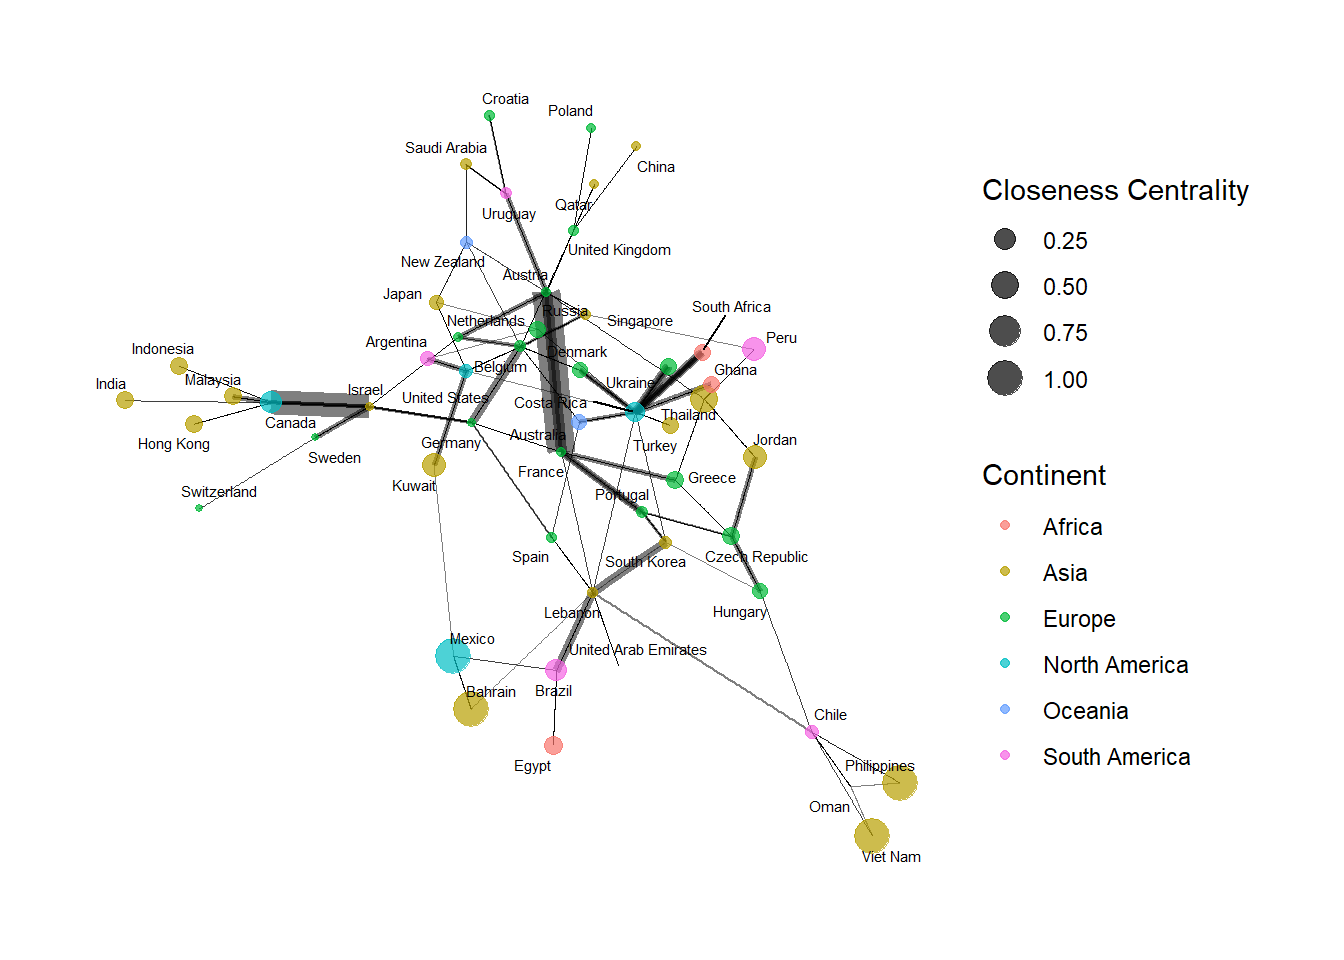 Croatia
Poland
Saudi Arabia
China
Qatar
Uruguay
United Kingdom
New Zealand
Austria
Japan
South Africa
Russia
Netherlands
Singapore
Peru
Argentina
Indonesia
Denmark
Belgium
Ghana
India
Malaysia
Israel
Ukraine
United States
Costa Rica
Thailand
Canada
Hong Kong
Germany
Australia
Turkey
Jordan
Sweden
France
Greece
Kuwait
Switzerland
Portugal
Spain
South Korea
Czech Republic
Lebanon
Hungary
Mexico
United Arab Emirates
Bahrain
Brazil
Chile
Egypt
Philippines
Oman
Viet Nam
Closeness Centrality
0.25
0.50
0.75
1.00
Continent
Africa
Asia
Europe
North America
Oceania
South America